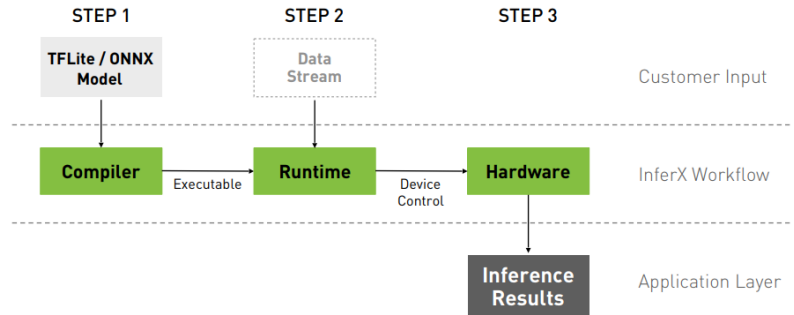 STEP 1
STEP 2
STEP 3
TFLite / ONNX
Model
Data
Stream
Customer Input
Compiler
Executable
Runtime
Device
Control
Hardware
InferX Workflow
Inference
Results
Application Layer